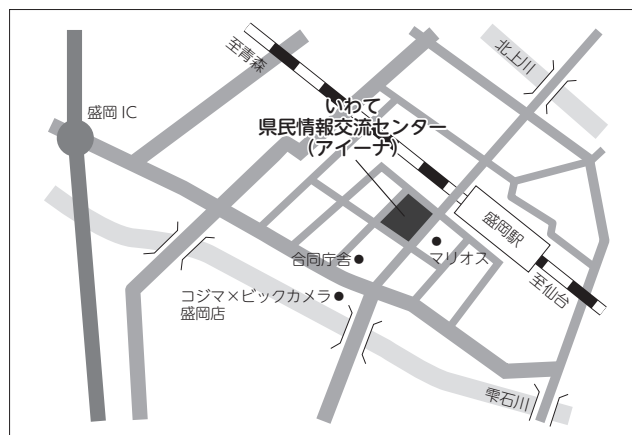 至青森
北上川
いわて
県民情報交流センター
(アイーナ)
盛岡 IC
盛岡駅
合同庁舎
マリオス
至仙台
コジマ×ビックカメラ
盛岡店
雫石川